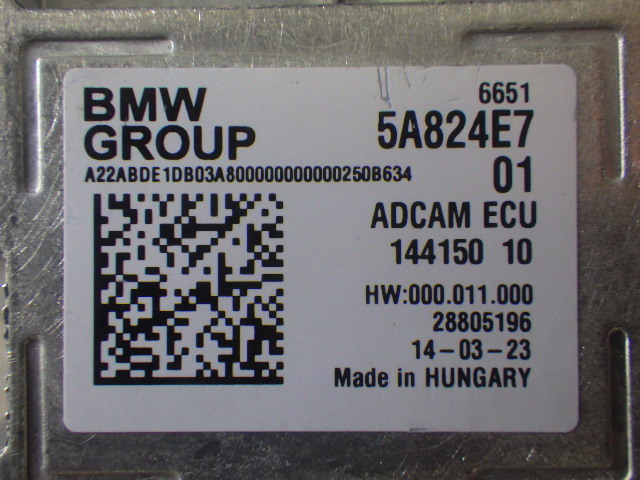 BMW
GROUP
6651
5A824E7
01
A22ABDE1DB03A800000000000250B634
ADCAM ECU
144150 10
HW:000.011.000
28805196
14-03-23
Made in HUNGARY